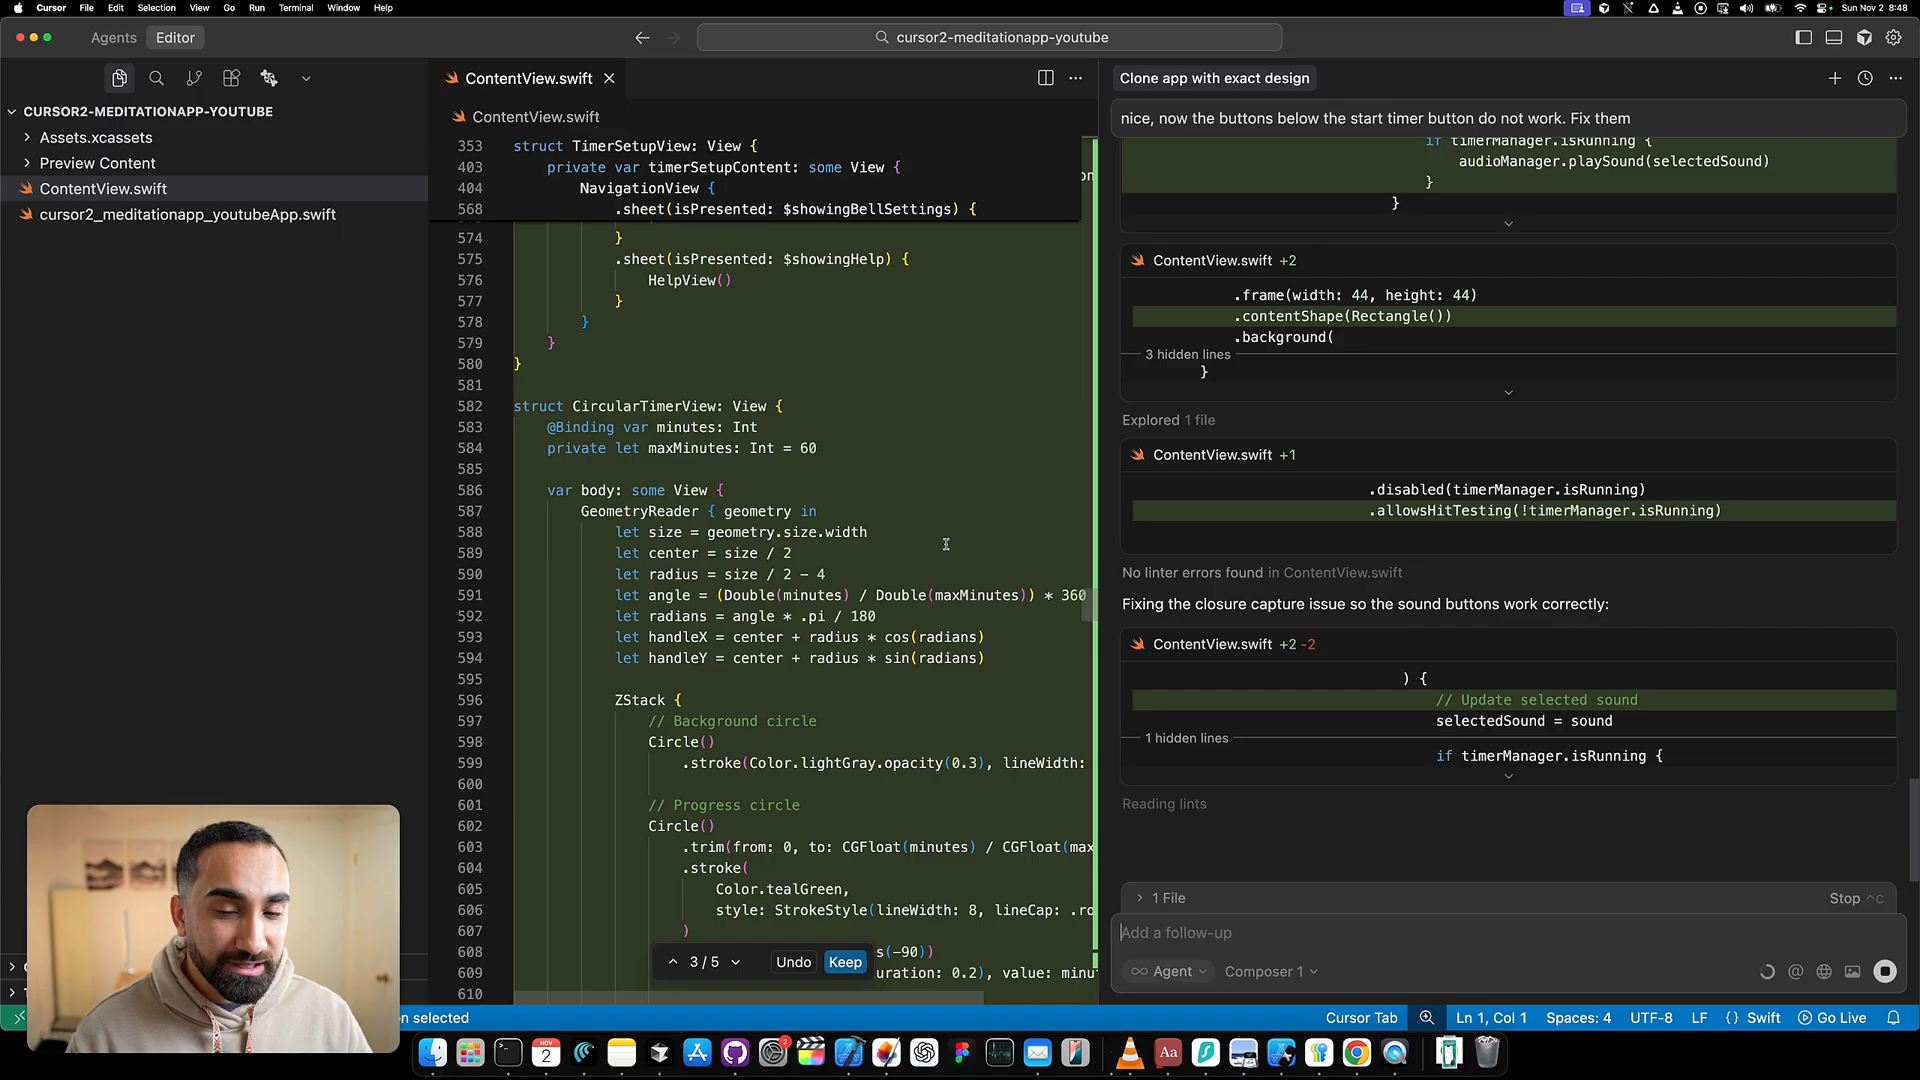 Cursor File Edit Selection View Go Run Terminal Window Help
Sun Nov 2 8:48
Agents Editor
cursor2-meditationapp-youtube
CURSOR2-MEDITATIONAPP-YOUTUBE
Assets.xcassets
Preview Content
ContentView.swift
cursor2_meditationapp_youtubeApp.swift
ContentView.swift
ContentView.swift
353 struct TimerSetupView: View {
403 private var timerSetupContent: some View {
404 NavigationView {
568 .sheet(isPresented: $showingBellSettings) {
574 }
575 .sheet(isPresented: $showingHelp) {
576 HelpView()
577 }
578 }
579 }
580 }
581
582 struct CircularTimerView: View {
583 @Binding var minutes: Int
584 private let maxMinutes: Int = 60
585
586 var body: some View {
587 GeometryReader { geometry in
588 let size = geometry.size.width
589 let center = size / 2
590 let radius = size / 2 - 4
591 let angle = (Double(minutes) / Double(maxMinutes)) * 360
592 let radians = angle * .pi / 180
593 let handleX = center + radius * cos(radians)
594 let handleY = center + radius * sin(radians)
595
596 ZStack {
597 // Background circle
598 Circle()
599 .stroke(Color.lightGray.opacity(0.3), lineWidth:
600
601 // Progress circle
602 Circle()
603 .trim(from: 0, to: CGFloat(minutes) / CGFloat(max
604 .stroke(
605 Color.tealGreen,
606 style: StrokeStyle(lineWidth: 8, lineCap: .ro
607 )
608 s(-90))
609 uration: 0.2), value: minu
610
3 / 5 Undo Keep
Clone app with exact design
nice, now the buttons below the start timer button do not work. Fix them
if timerManager.isRunning {
audioManager.playSound(selectedSound)
}
}
ContentView.swift +2
.frame(width: 44, height: 44)
.contentShape(Rectangle())
.background(
3 hidden lines
}
Explored 1 file
ContentView.swift +1
.disabled(timerManager.isRunning)
.allowsHitTesting(!timerManager.isRunning)
No linter errors found in ContentView.swift
Fixing the closure capture issue so the sound buttons work correctly:
ContentView.swift +2 -2
) {
// Update selected sound
selectedSound = sound
1 hidden lines
if timerManager.isRunning {
Reading lints
1 File Stop ^C
Add a follow-up
Agent Composer 1
n selected
Cursor Tab Ln 1, Col 1 Spaces: 4 UTF-8 LF {} Swift Go Live
NOV
2
2
Aa